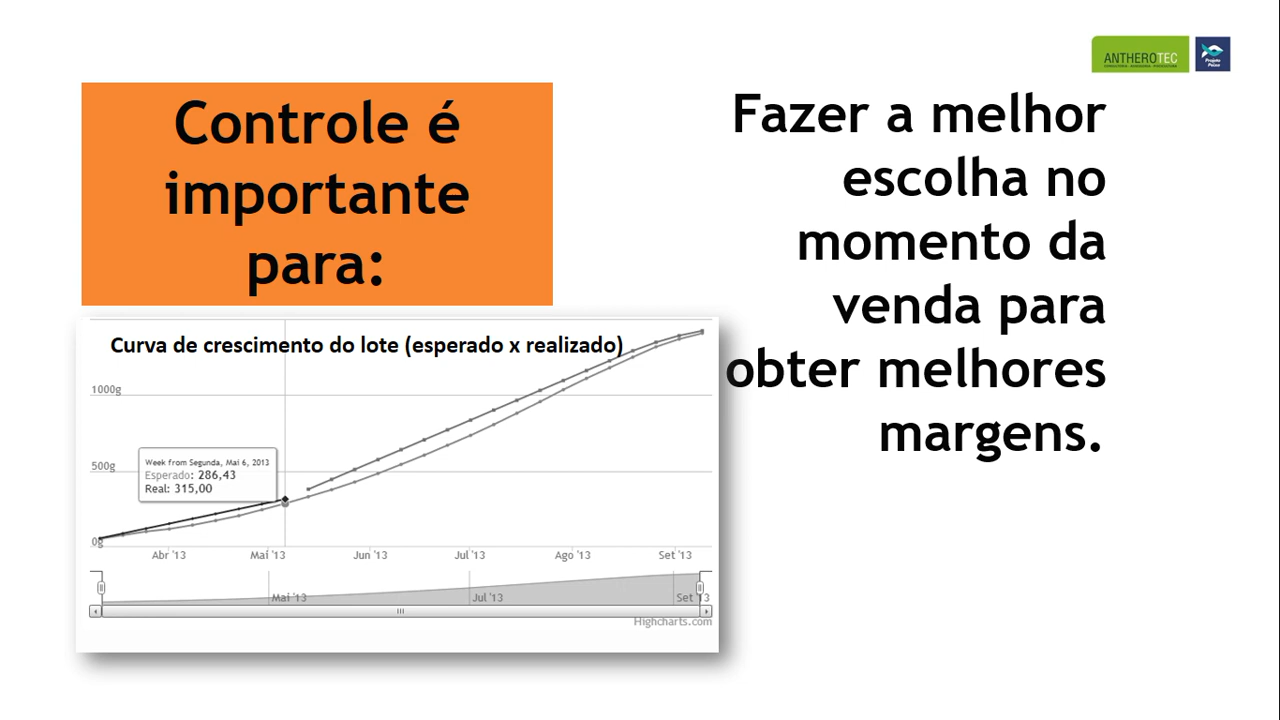 ANTHEROTEC
Projeto
Peixe
Controle é
importante
para:
Fazer a melhor
escolha no
momento da
venda para
obter melhores
margens.
Curva de crescimento do lote (esperado x realizado)
1000g
500g
0g
Week from Segunda, Mai 6, 2013
Esperado: 286,43
Real: 315,00
Abr '13 Mai '13 Jun '13 Jul '13 Ago '13 Set '13
Mai '13 Jul '13 Set '13
Highcharts.com